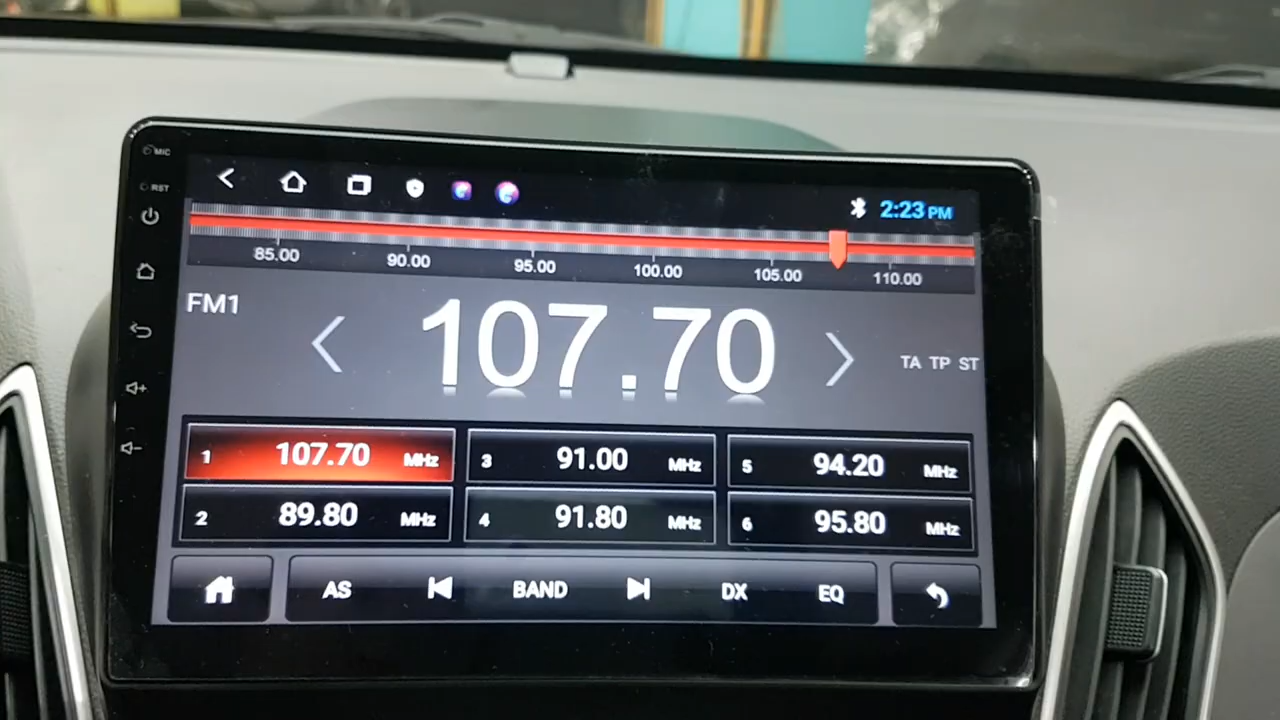 MIC
RST
2:23 PM
85.00 90.00 95.00 100.00 105.00 110.00
FM1
107.70
TA TP ST
1 107.70 MHz
3 91.00 MHz
5 94.20 MHz
2 89.80 MHz
4 91.80 MHz
6 95.80 MHz
AS BAND DX EQ